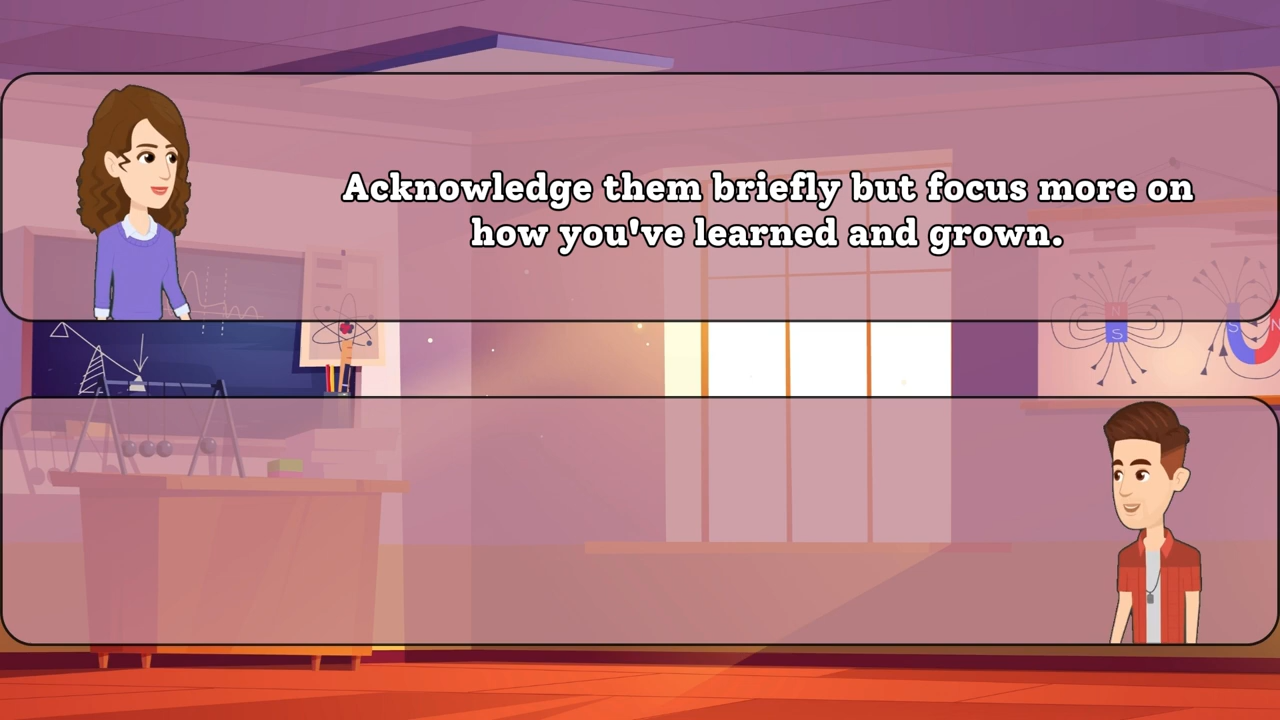 Acknowledge them briefly but focus more on
how you've learned and grown.
N
S
S
N